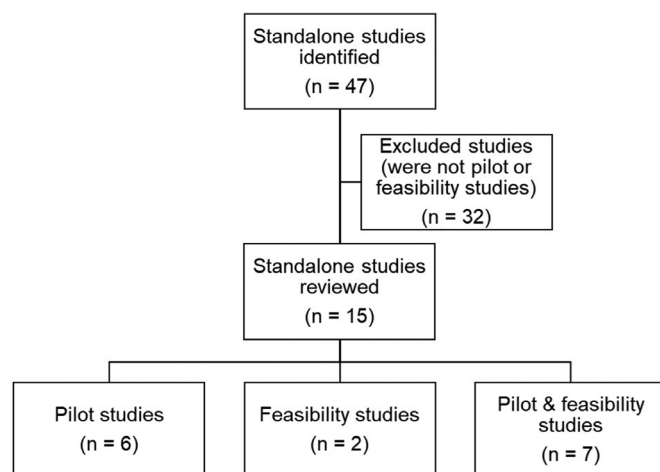 Standalone studies
identified
(n = 47)
Excluded studies
(were not pilot or
feasibility studies)
(n = 32)
Standalone studies
reviewed
(n = 15)
Pilot studies
(n = 6)
Feasibility studies
(n = 2)
Pilot & feasibility
studies
(n = 7)